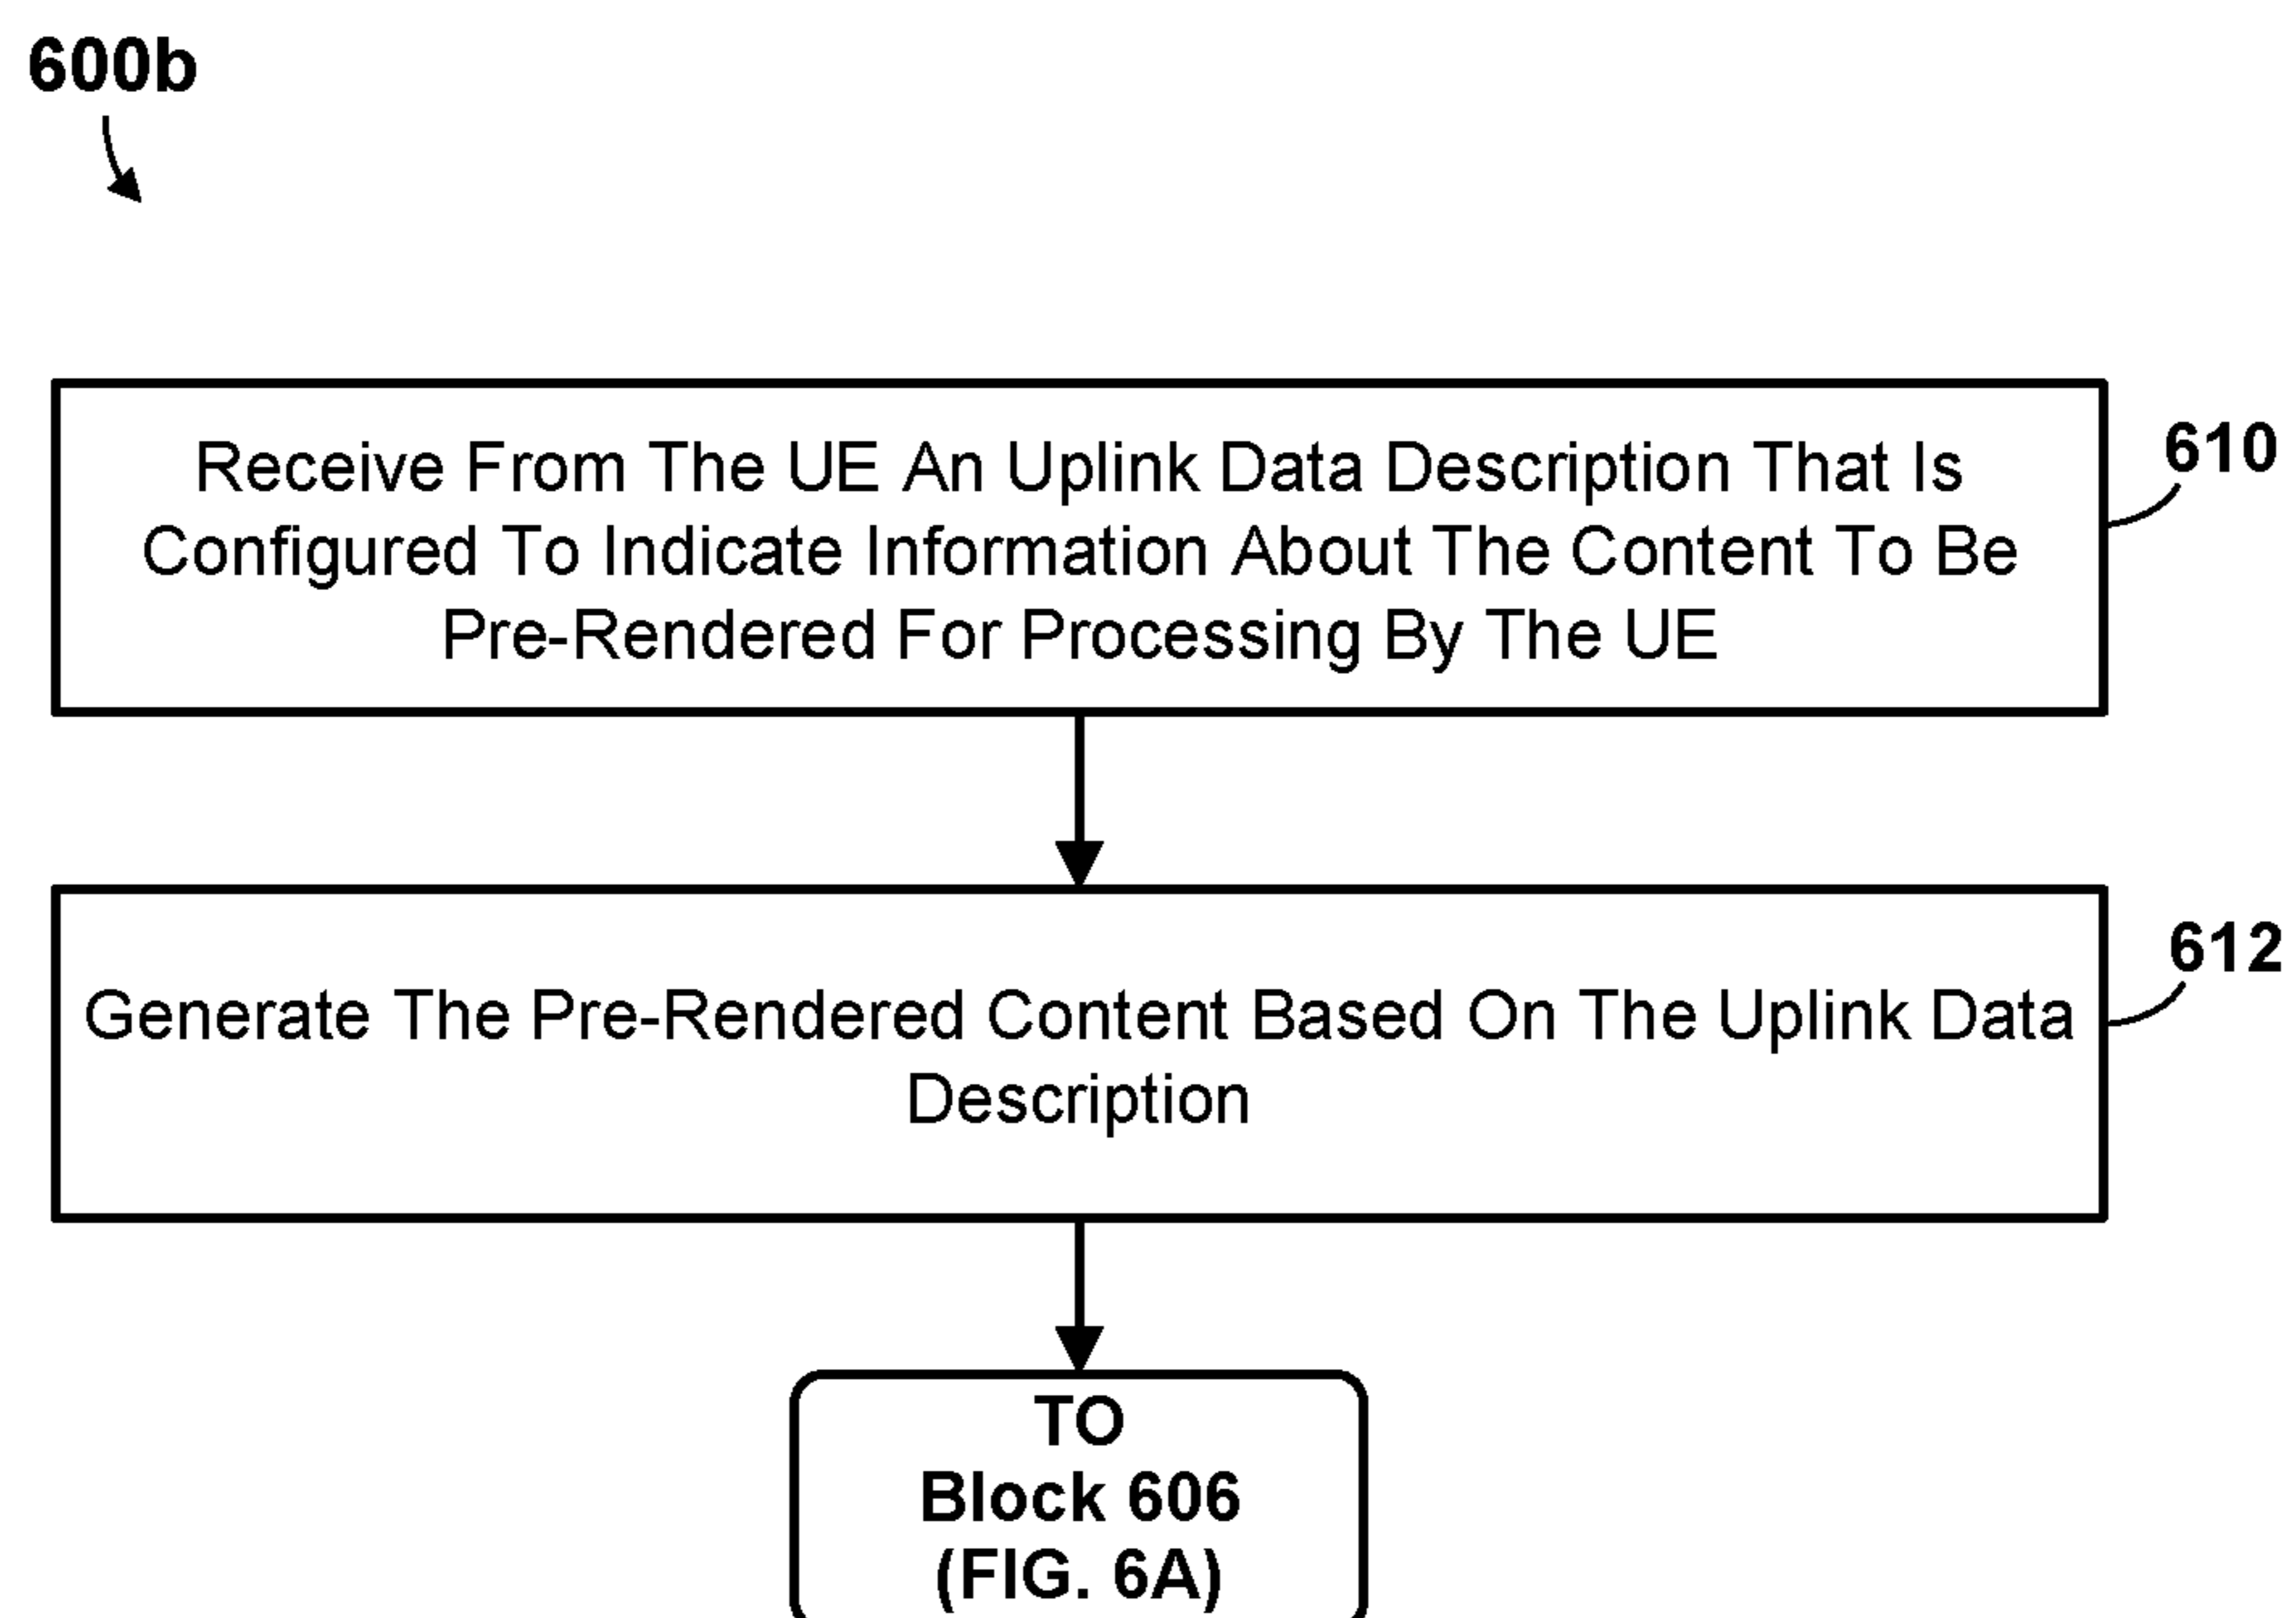 600b
Receive From The UE An Uplink Data Description That Is
Configured To Indicate Information About The Content To Be
Pre-Rendered For Processing By The UE
610
Generate The Pre-Rendered Content Based On The Uplink Data
Description
612
TO
Block 606
(FIG. 6A)